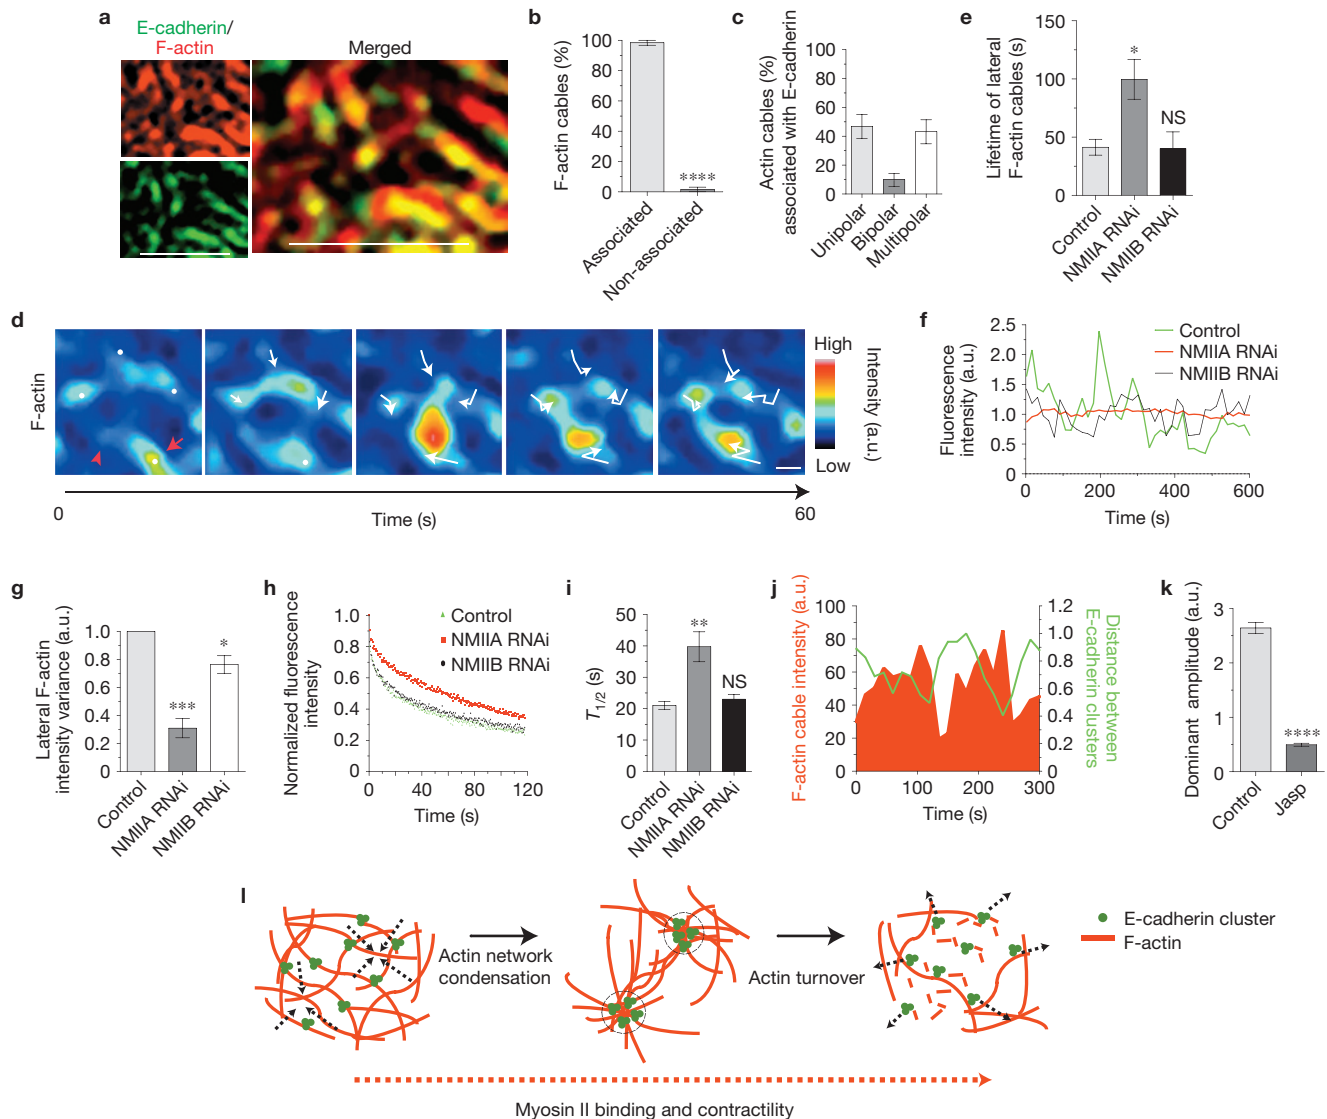 a
E-cadherin/
F-actin
Merged
b
F-actin cables (%)
100
80
60
40
20
0
****
Associated
Non-associated
c
Actin cables (%)
associated with E-cadherin
100
80
60
40
20
0
Unipolar
Bipolar
Multipolar
e
Lifetime of lateral
F-actin cables (s)
150
100
50
0
*
NS
Control
NMIIA RNAi
NMIIB RNAi
d
F-actin
High
Low
Intensity (a.u.)
0
Time (s)
60
f
Fluorescence
intensity (a.u.)
2.5
2.0
1.5
1.0
0.5
0
Control
NMIIA RNAi
NMIIB RNAi
0
200
400
600
Time (s)
g
Lateral F-actin
intensity variance (a.u.)
1.0
0.8
0.6
0.4
0.2
0
***
*
Control
NMIIA RNAi
NMIIB RNAi
h
Normalized fluorescence
intensity
1.0
0.8
0.6
0.4
0.2
0
Control
NMIIA RNAi
NMIIB RNAi
0
40
80
120
Time (s)
i
T1/2 (s)
50
40
30
20
10
0
**
NS
Control
NMIIA RNAi
NMIIB RNAi
j
F-actin cable intensity (a.u.)
100
80
60
40
20
0
1.2
1.0
0.8
0.6
0.4
0.2
0
Distance between
E-cadherin clusters
0
100
200
300
Time (s)
k
Dominant amplitude (a.u.)
3
2
1
0
****
Control
Jasp
l
Actin network
condensation
Actin turnover
E-cadherin cluster
F-actin
Myosin II binding and contractility